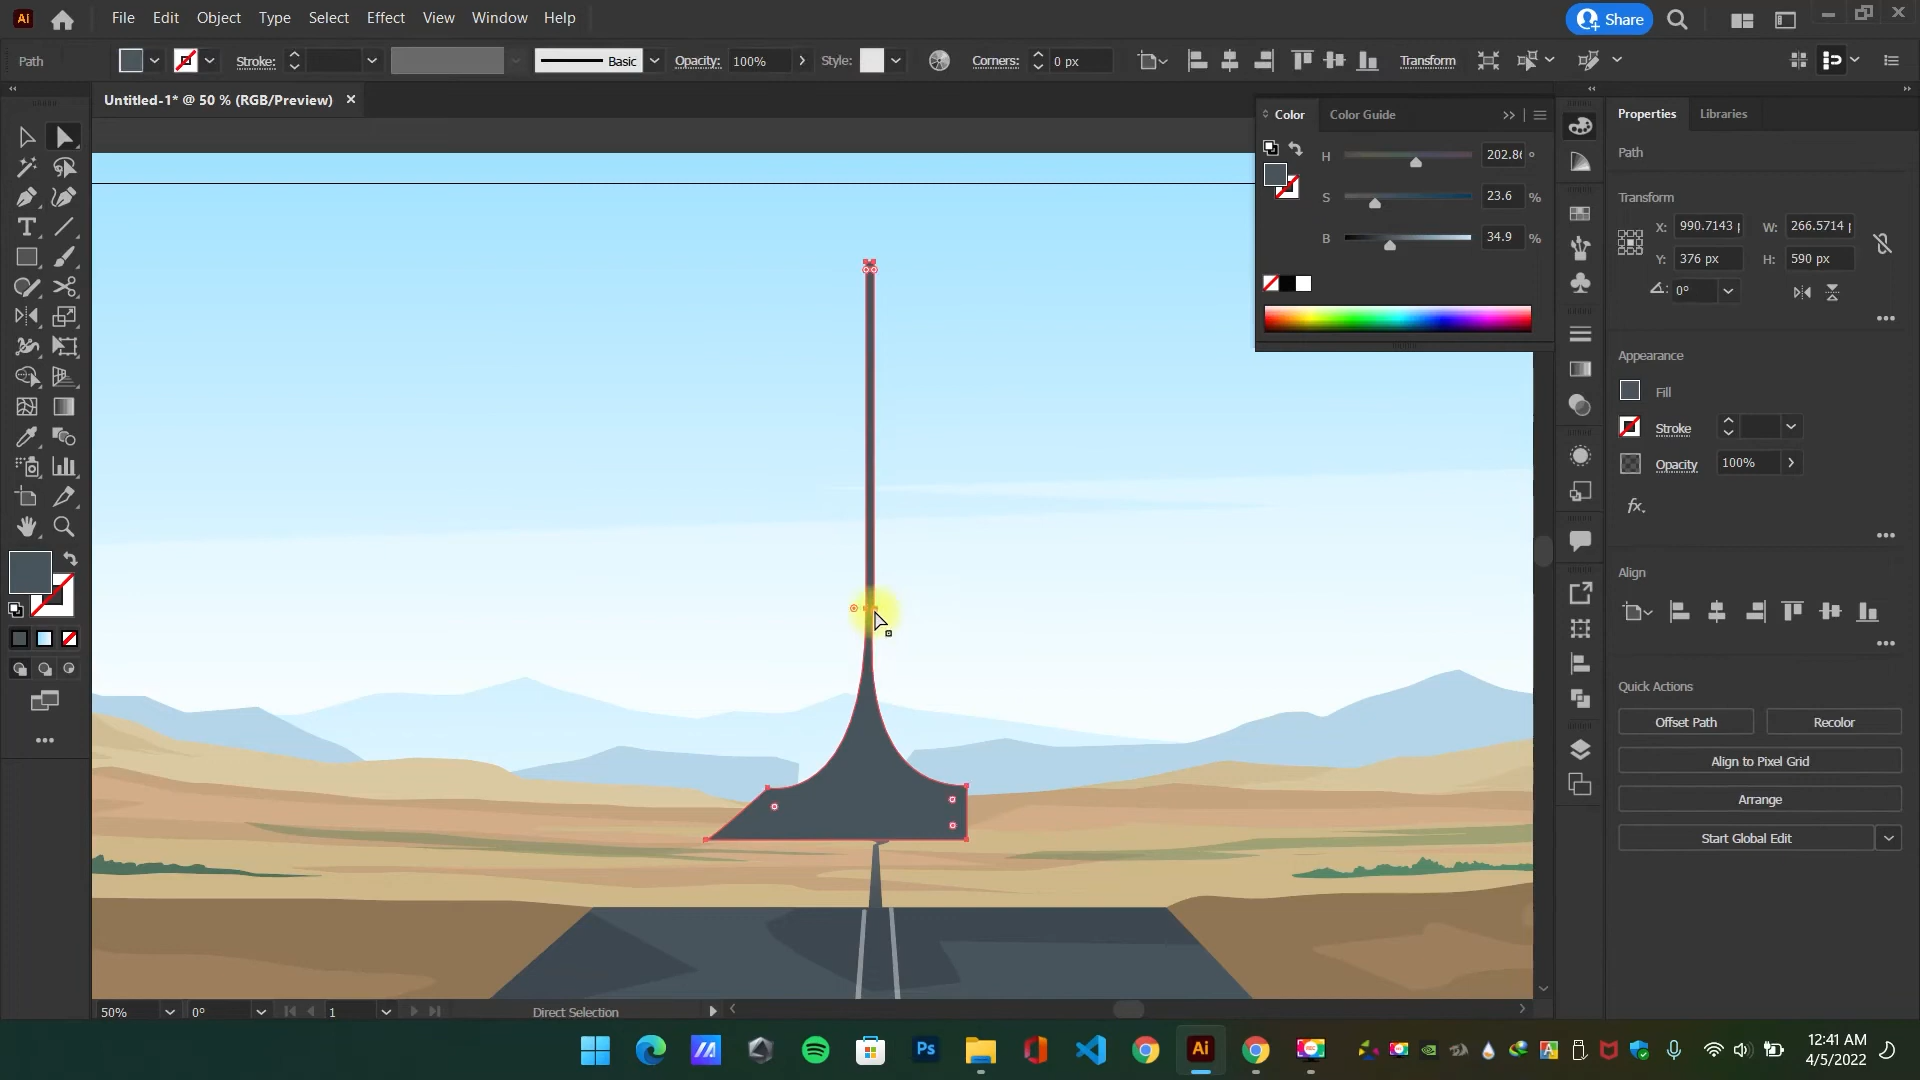 Ai File Edit Object Type Select Effect View Window Help Share
Path Stroke: Basic Opacity: 100% Style: Corners: 0 px Transform
Untitled-1* @ 50 % (RGB/Preview)
Color Color Guide
H 202.86 °
S 23.6 %
B 34.9 %
Properties Libraries
Path
Transform
X: 990.7143 p W: 266.5714 p
Y: 376 px H: 590 px
0°
Appearance
Fill
Stroke
Opacity 100%
fx.
Align
Quick Actions
Offset Path Recolor
Align to Pixel Grid
Arrange
Start Global Edit
50% 0° 1 Direct Selection
Ps Ai
12:41 AM
4/5/2022